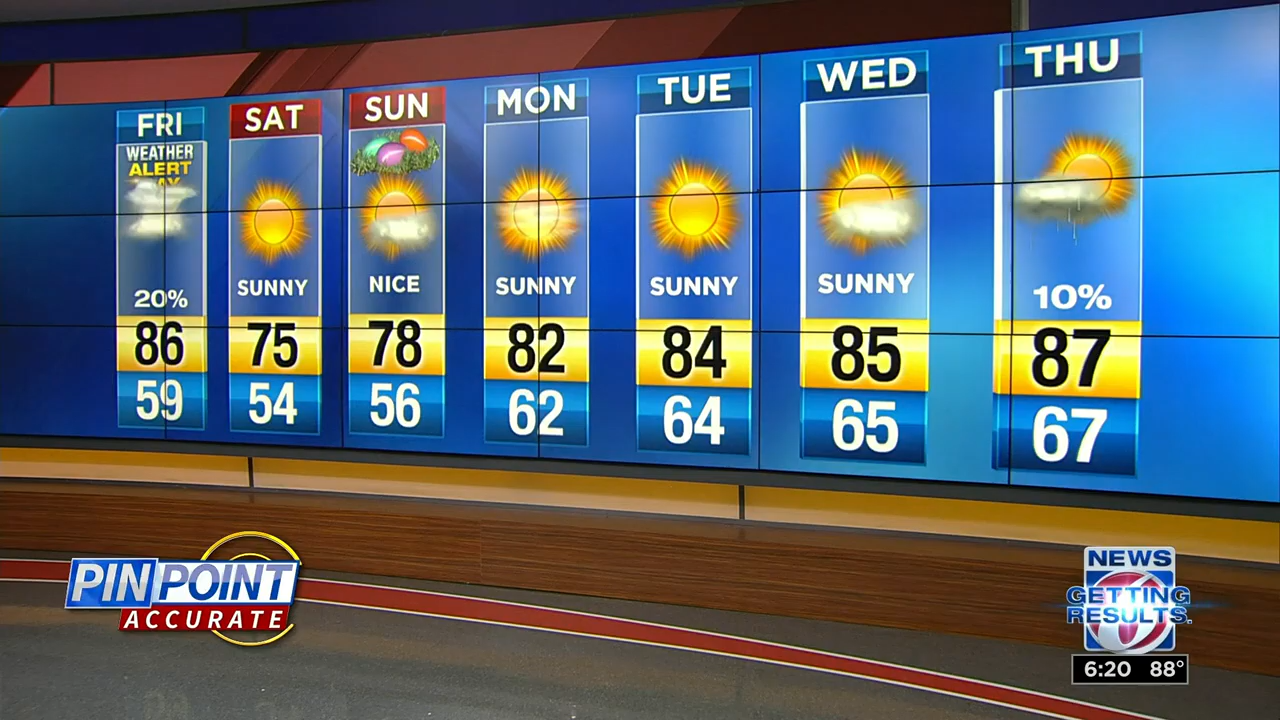 FRI
WEATHER
ALERT
20%
86
59
SAT
SUNNY
75
54
SUN
NICE
78
56
MON
SUNNY
82
62
TUE
SUNNY
84
64
WED
SUNNY
85
65
THU
10%
87
67
PINPOINT
ACCURATE
NEWS
6
GETTING
RESULTS.
6:20 88°